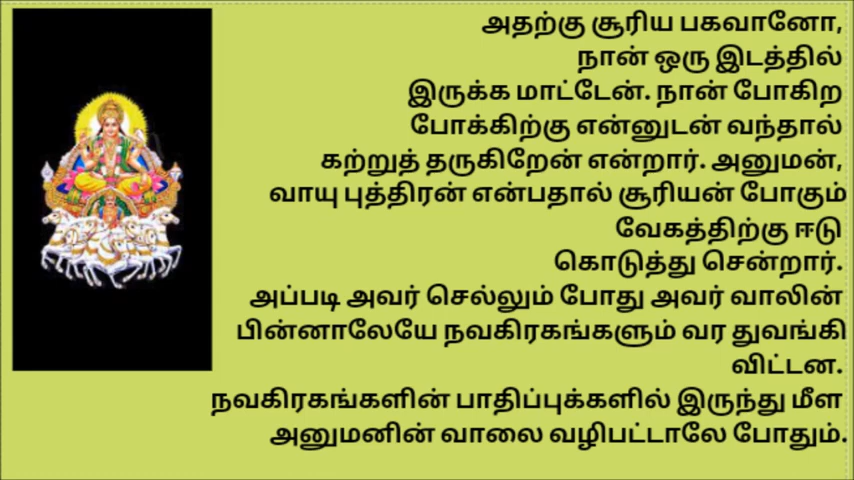 அதற்கு சூரிய பகவானோ,
நான் ஒரு இடத்தில்
இருக்க மாட்டேன். நான் போகிற
போக்கிற்கு என்னுடன் வந்தால்
கற்றுத் தருகிறேன் என்றார். அனுமன்,
வாயு புத்திரன் என்பதால் சூரியன் போகும்
வேகத்திற்கு ஈடு
கொடுத்து சென்றார்.
அப்படி அவர் செல்லும் போது அவர் வாலின்
பின்னாலேயே நவகிரகங்களும் வர துவங்கி
விட்டன.
நவகிரகங்களின் பாதிப்புக்களில் இருந்து மீள
அனுமனின் வாலை வழிபட்டாலே போதும்.